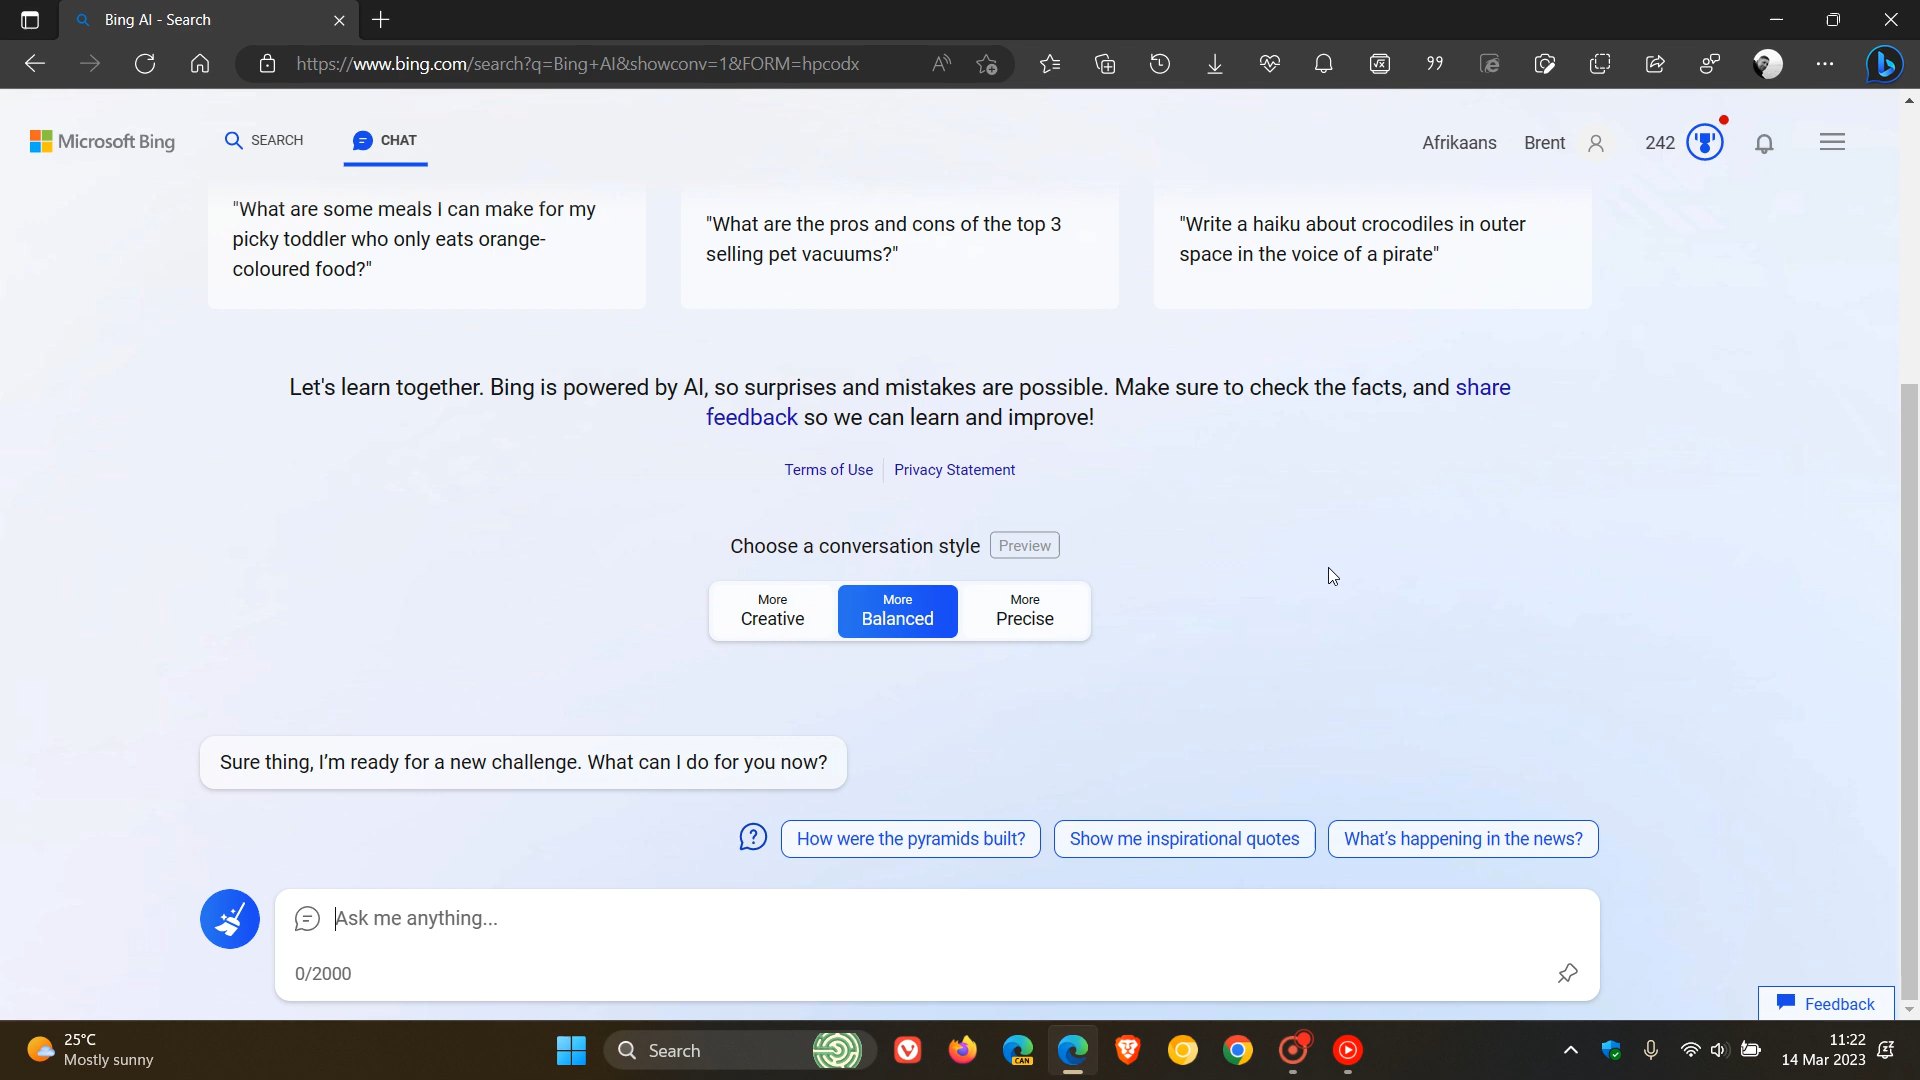 Bing AI - Search
https://www.bing.com/search?q=Bing+AI&showconv=1&FORM=hpcodx
Microsoft Bing
SEARCH
CHAT
Afrikaans
Brent
242
"What are some meals I can make for my
picky toddler who only eats orange-
coloured food?"
"What are the pros and cons of the top 3
selling pet vacuums?"
"Write a haiku about crocodiles in outer
space in the voice of a pirate"
Let's learn together. Bing is powered by AI, so surprises and mistakes are possible. Make sure to check the facts, and share
feedback so we can learn and improve!
Terms of Use
Privacy Statement
Choose a conversation style Preview
More
Creative
More
Balanced
More
Precise
Sure thing, I'm ready for a new challenge. What can I do for you now?
How were the pyramids built?
Show me inspirational quotes
What's happening in the news?
Ask me anything...
0/2000
Feedback
25°C
Mostly sunny
Search
CAN
11:22
14 Mar 2023